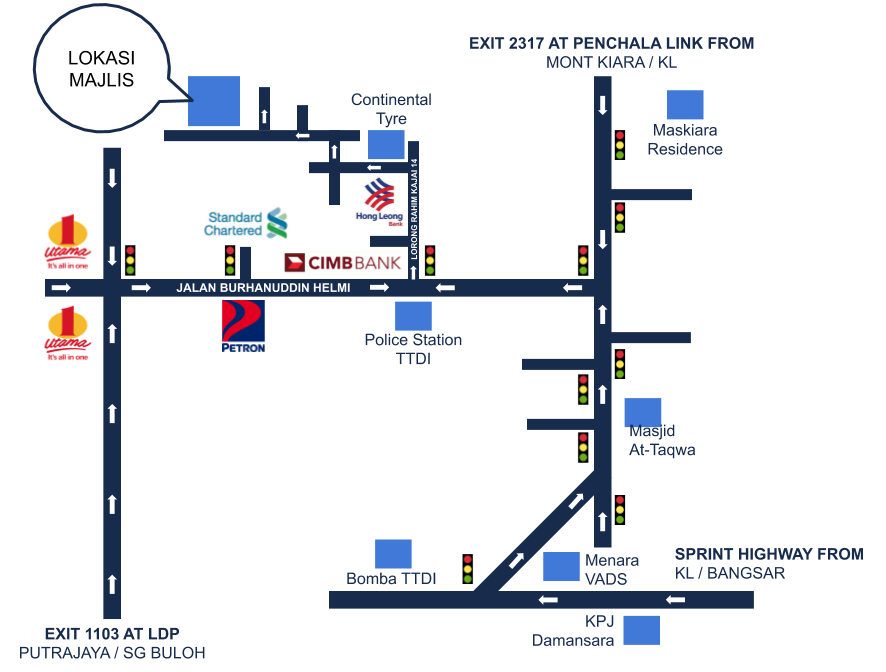 LOKASI
MAJLIS
EXIT 2317 AT PENCHALA LINK FROM
MONT KIARA / KL
Continental
Tyre
Maskiara
Residence
LORONG RAHIM KAJAI 14
Hong Leong
Bank
Standard
Chartered
1
Utama
It's all in one
CIMB BANK
JALAN BURHANUDDIN HELMI
1
Utama
It's all in one
PETRON
Police Station
TTDI
Masjid
At-Taqwa
Bomba TTDI
Menara
VADS
SPRINT HIGHWAY FROM
KL / BANGSAR
KPJ
Damansara
EXIT 1103 AT LDP
PUTRAJAYA / SG BULOH